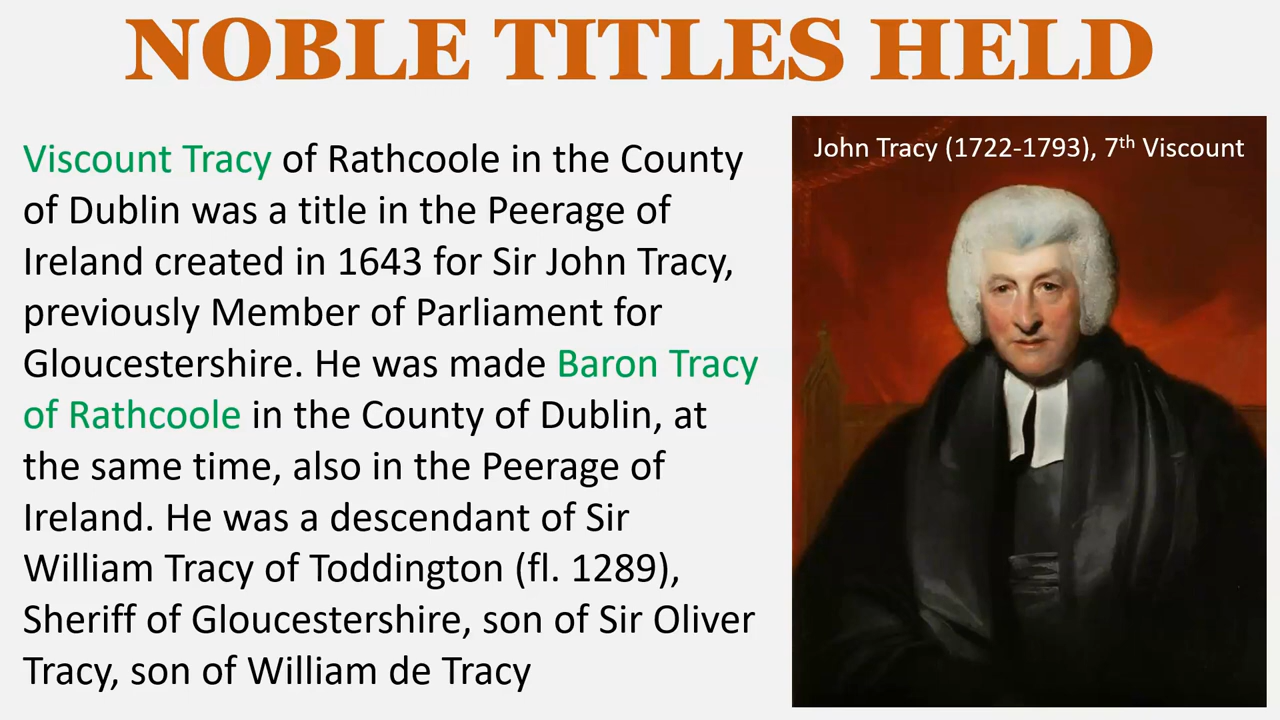 NOBLE TITLES HELD
Viscount Tracy of Rathcoole in the County
of Dublin was a title in the Peerage of
Ireland created in 1643 for Sir John Tracy,
previously Member of Parliament for
Gloucestershire. He was made Baron Tracy
of Rathcoole in the County of Dublin, at
the same time, also in the Peerage of
Ireland. He was a descendant of Sir
William Tracy of Toddington (fl. 1289),
Sheriff of Gloucestershire, son of Sir Oliver
Tracy, son of William de Tracy
John Tracy (1722-1793), 7th Viscount